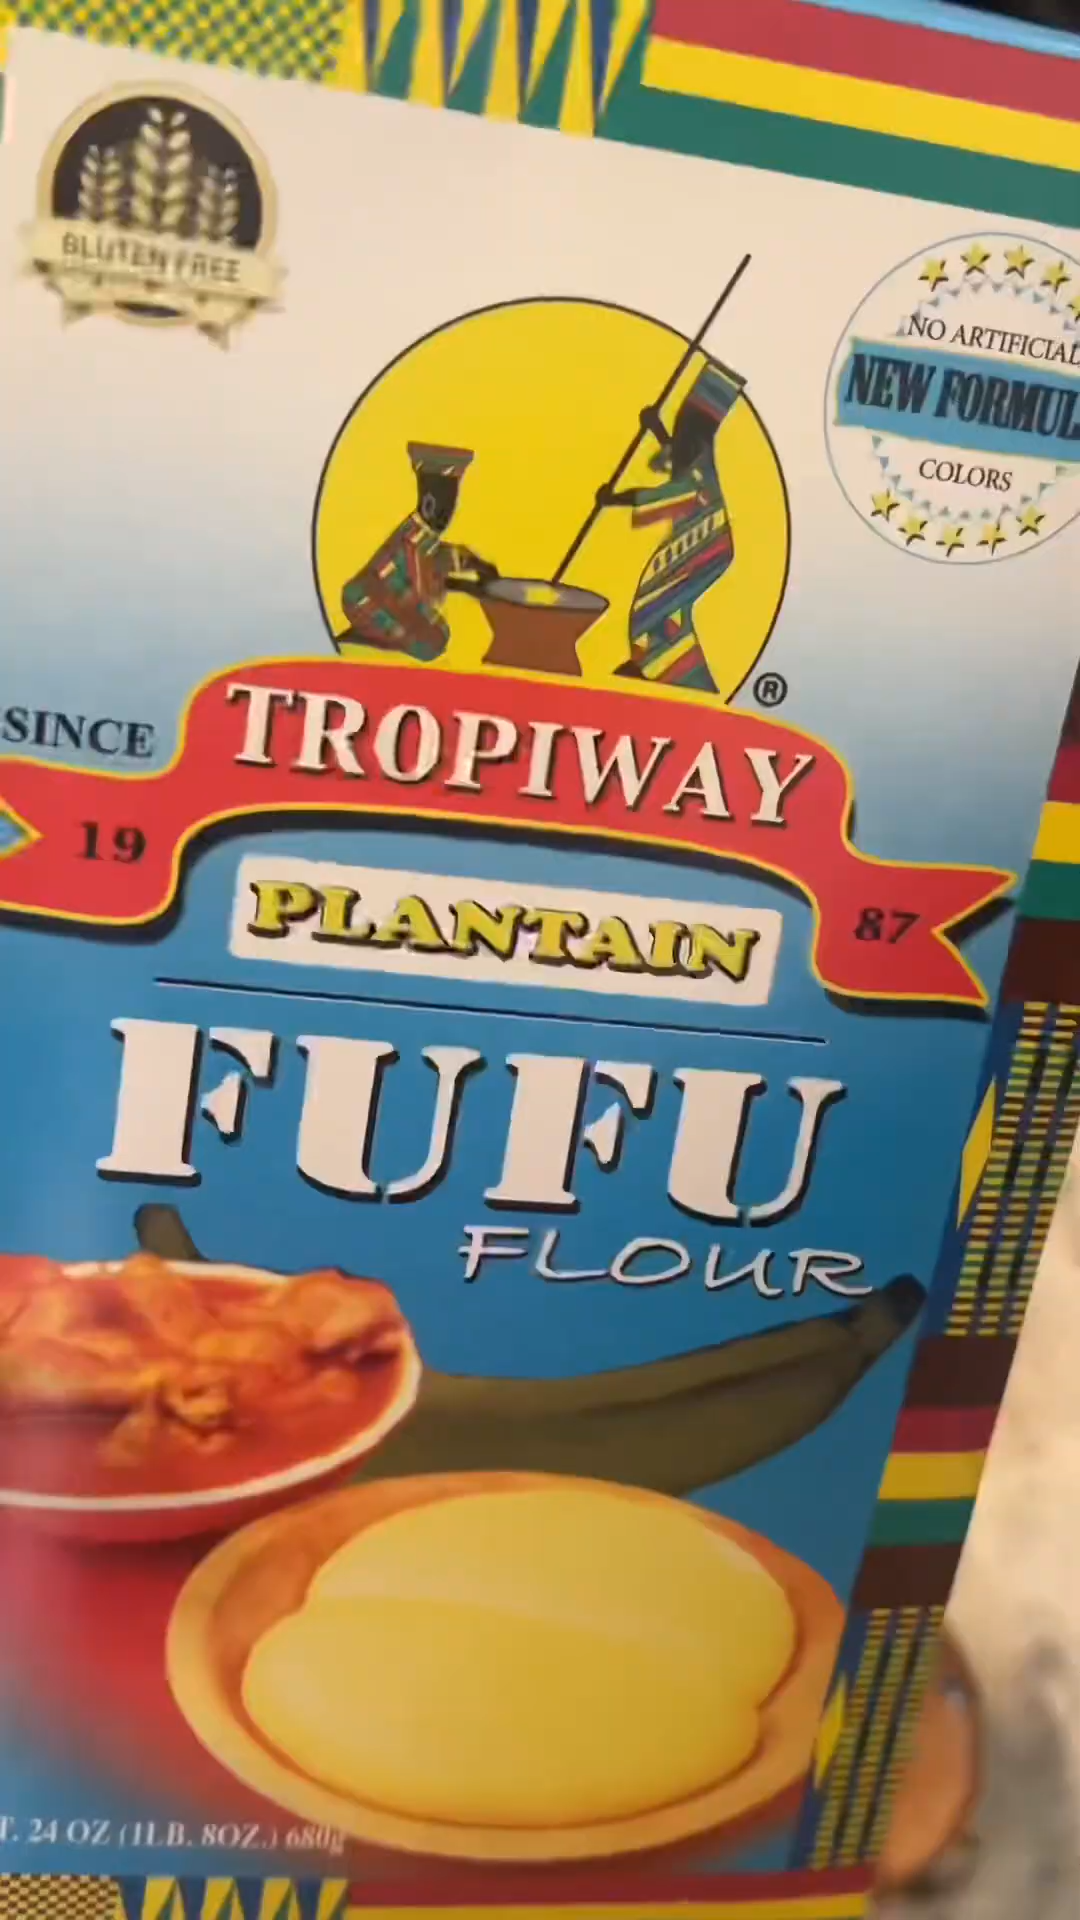 GLUTEN FREE
NO ARTIFICIAL
NEW FORMUL
COLORS
®
SINCE
TROPIWAY
19
87
PLANTAIN
FUFU
FLOUR
T. 24 OZ (1LB. 8OZ.) 680g